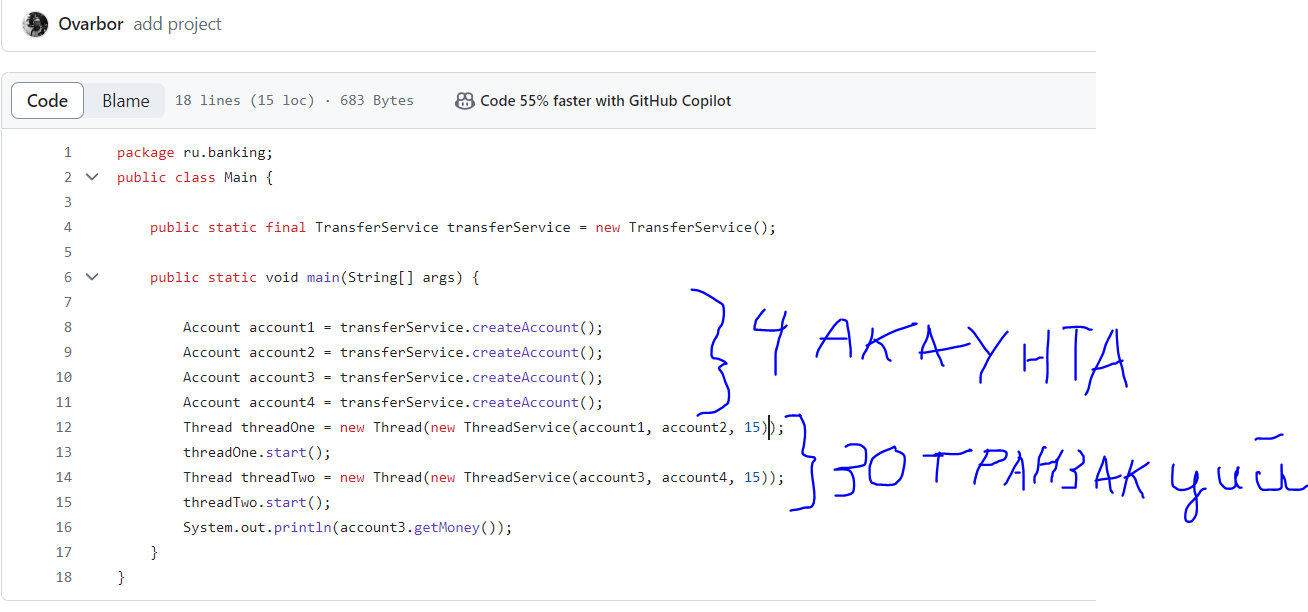 Ovarbor add project
Code Blame 18 lines (15 loc) · 683 Bytes Code 55% faster with GitHub Copilot
1 package ru.banking;
2 public class Main {
3
4 public static final TransferService transferService = new TransferService();
5
6 public static void main(String[] args) {
7
8 Account account1 = transferService.createAccount();
9 Account account2 = transferService.createAccount();
10 Account account3 = transferService.createAccount();
11 Account account4 = transferService.createAccount();
4 АКАУНТА
12 Thread threadOne = new Thread(new ThreadService(account1, account2, 15));
13 threadOne.start();
14 Thread threadTwo = new Thread(new ThreadService(account3, account4, 15));
15 threadTwo.start();
30 ТРАНЗАКций
16 System.out.println(account3.getMoney());
17 }
18 }